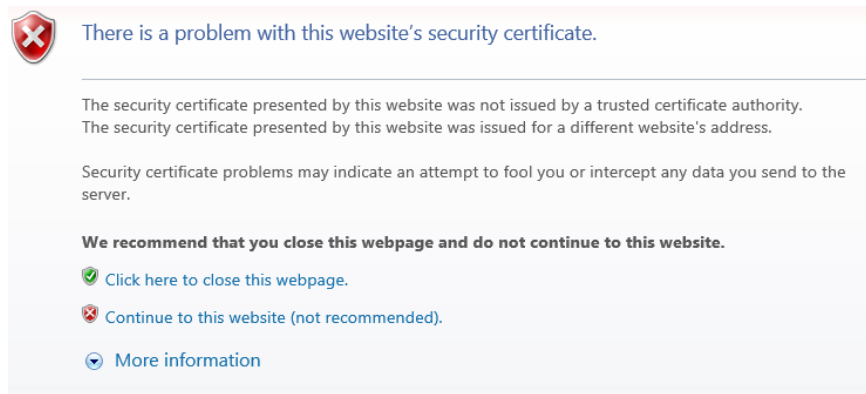 There is a problem with this website’s security certificate.
The security certificate presented by this website was not issued by a trusted certificate authority.
The security certificate presented by this website was issued for a different website's address.
Security certificate problems may indicate an attempt to fool you or intercept any data you send to the
server.
We recommend that you close this webpage and do not continue to this website.
Click here to close this webpage.
Continue to this website (not recommended).
More information